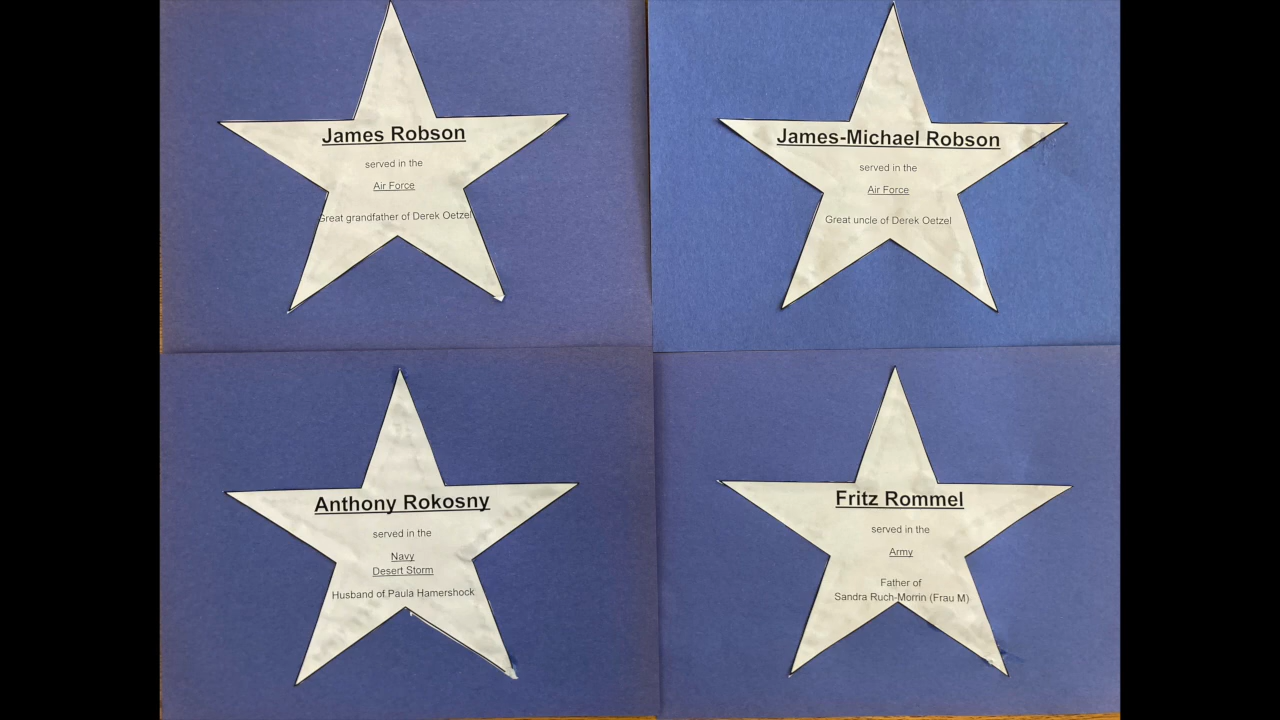 James Robson
served in the
Air Force
Great grandfather of Derek Oetzel
James-Michael Robson
served in the
Air Force
Great uncle of Derek Oetzel
Anthony Rokosny
served in the
Navy
Desert Storm
Husband of Paula Hamershock
Fritz Rommel
served in the
Army
Father of
Sandra Ruch-Morrin (Frau M)